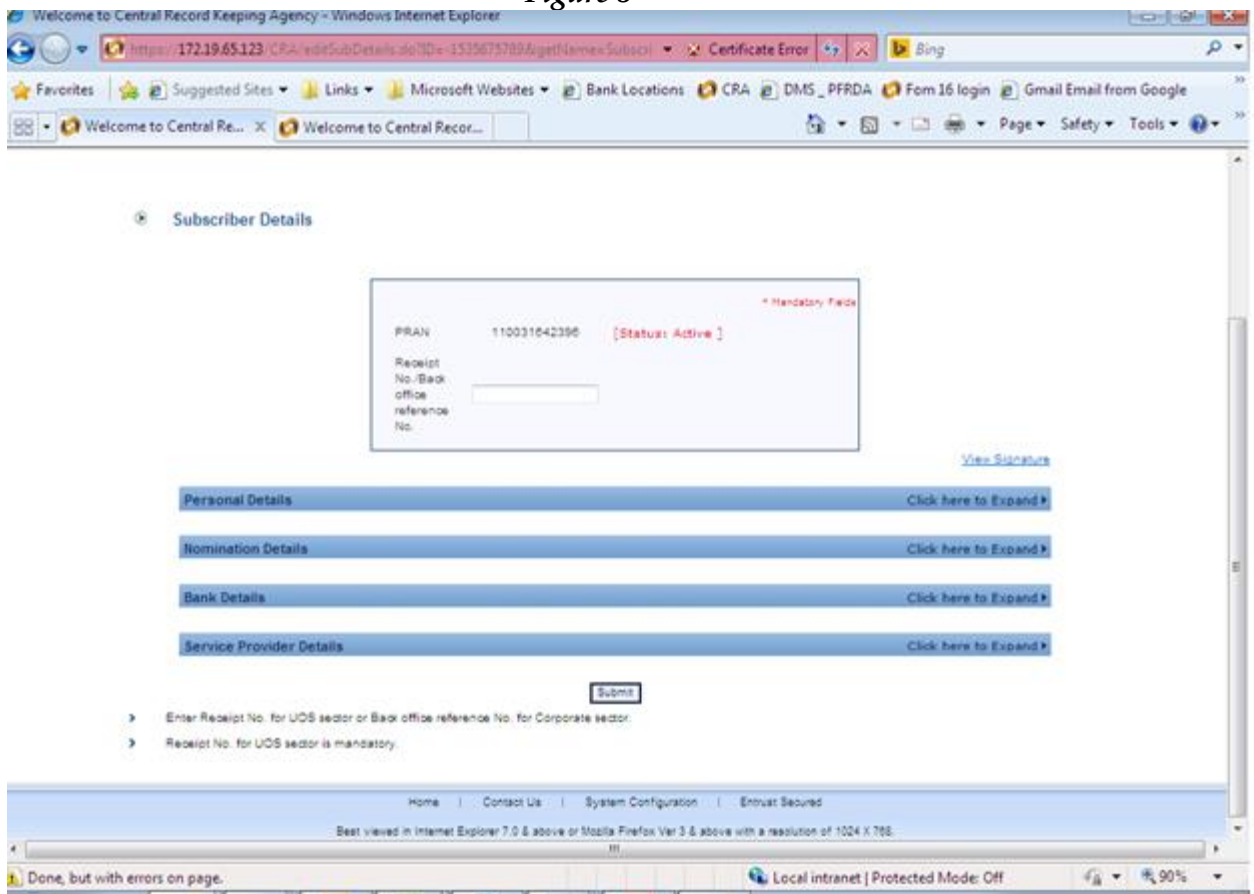 Welcome to Central Record Keeping Agency - Windows Internet Explorer
172.19.65.123 Certificate Error Bing
Favorites Suggested Sites Links Microsoft Websites Bank Locations CRA DMS_PFRDA Fom 16 login Gmail Email from Google
Welcome to Central Re... Welcome to Central Recor... Page Safety Tools
Subscriber Details
* Mandatory Fields
PRAN 110031642396 [Status: Active ]
Receipt
No./Back
office
reference
No.
View Signature
Personal Details Click here to Expand
Nomination Details Click here to Expand
Bank Details Click here to Expand
Service Provider Details Click here to Expand
Submit
Enter Receipt No. for UOS sector or Back office reference No. for Corporate sector.
Receipt No. for UOS sector is mandatory.
Home | Contact Us | System Configuration | Entrust Secured
Best viewed in Internet Explorer 7.0 & above or Mozilla Firefox Ver 3 & above with a resolution of 1024 X 768.
Done, but with errors on page. Local intranet | Protected Mode: Off 90%